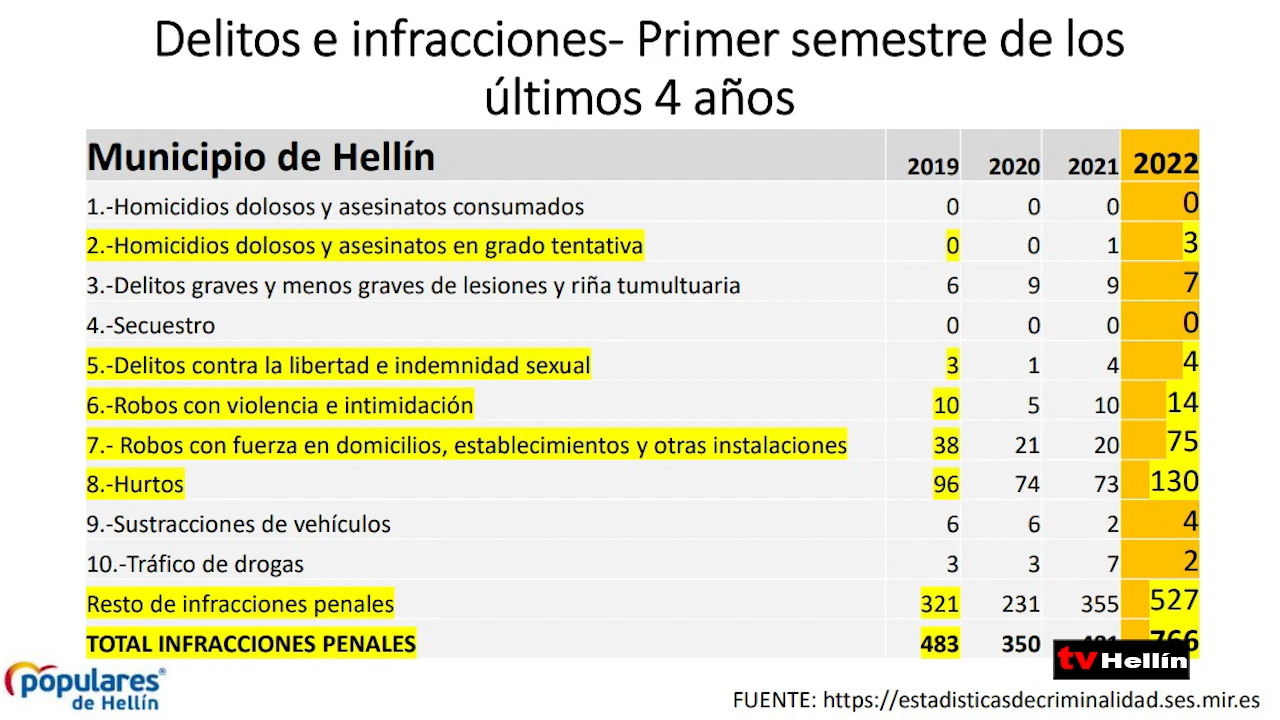 Delitos e infracciones- Primer semestre de los
últimos 4 años
Municipio de Hellín 2019 2020 2021 2022
1.-Homicidios dolosos y asesinatos consumados 0 0 0 0
2.-Homicidios dolosos y asesinatos en grado tentativa 0 0 1 3
3.-Delitos graves y menos graves de lesiones y riña tumultuaria 6 9 9 7
4.-Secuestro 0 0 0 0
5.-Delitos contra la libertad e indemnidad sexual 3 1 4 4
6.-Robos con violencia e intimidación 10 5 10 14
7.- Robos con fuerza en domicilios, establecimientos y otras instalaciones 38 21 20 75
8.-Hurtos 96 74 73 130
9.-Sustracciones de vehículos 6 6 2 4
10.-Tráfico de drogas 3 3 7 2
Resto de infracciones penales 321 231 355 527
TOTAL INFRACCIONES PENALES 483 350 481 766
tv Hellín
populares®
de Hellín
FUENTE: https://estadisticasdecriminalidad.ses.mir.es